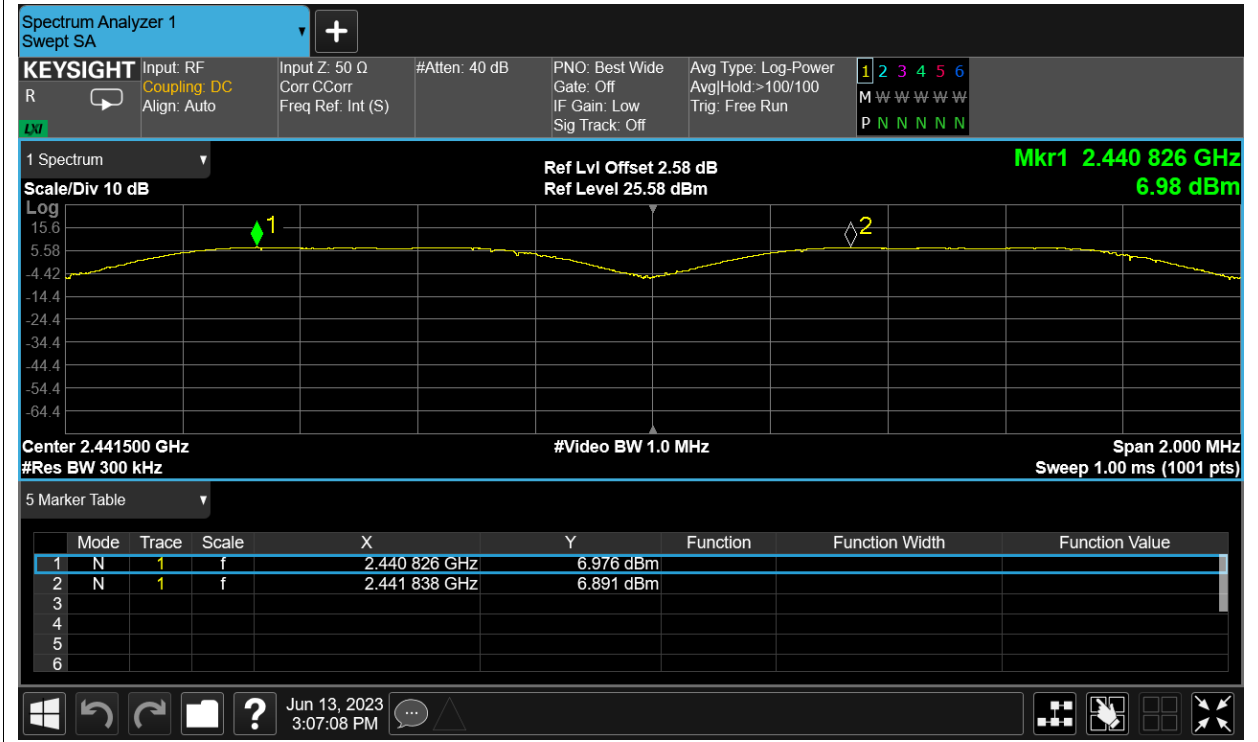 Spectrum Analyzer 1
Swept SA
KEYSIGHT
R
LXI
Input: RF
Coupling: DC
Align: Auto
Input Z: 50 Ω
Corr CCorr
Freq Ref: Int (S)
#Atten: 40 dB
PNO: Best Wide
Gate: Off
IF Gain: Low
Sig Track: Off
Avg Type: Log-Power
Avg|Hold:>100/100
Trig: Free Run
1 2 3 4 5 6
M W W W W W
P N N N N N
1 Spectrum
Scale/Div 10 dB
Ref Lvl Offset 2.58 dB
Ref Level 25.58 dBm
Mkr1 2.440 826 GHz
6.98 dBm
Log
15.6
5.58
-4.42
-14.4
-24.4
-34.4
-44.4
-54.4
-64.4
1
2
Center 2.441500 GHz
#Video BW 1.0 MHz
Span 2.000 MHz
#Res BW 300 kHz
Sweep 1.00 ms (1001 pts)
5 Marker Table
Mode Trace Scale X Y Function Function Width Function Value
1 N 1 f 2.440 826 GHz 6.976 dBm
2 N 1 f 2.441 838 GHz 6.891 dBm
3
4
5
6
?
Jun 13, 2023
3:07:08 PM